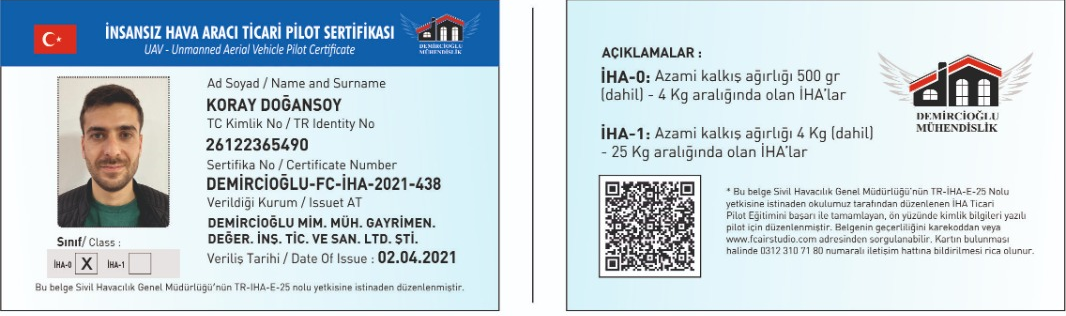 İNSANSIZ HAVA ARACI TİCARİ PİLOT SERTİFİKASI
UAV - Unmanned Aerial Vehicle Pilot Certificate
DEMİRCİOĞLU
MÜHENDİSLİK
Ad Soyad / Name and Surname
KORAY DOĞANSOY
TC Kimlik No / TR Identity No
26122365490
Sertifika No / Certificate Number
DEMİRCİOĞLU-FC-İHA-2021-438
Verildiği Kurum / Issuet AT
DEMİRCİOĞLU MİM. MÜH. GAYRİMEN.
DEĞER. İNŞ. TİC. VE SAN. LTD. ŞTİ.
Veriliş Tarihi / Date Of Issue : 02.04.2021
Sınıf/ Class :
İHA-0 X İHA-1
Bu belge Sivil Havacılık Genel Müdürlüğü'nün TR-IHA-E-25 nolu yetkisine istinaden düzenlenmiştir.
AÇIKLAMALAR :
İHA-0: Azami kalkış ağırlığı 500 gr
(dahil) - 4 Kg aralığında olan İHA'lar
İHA-1: Azami kalkış ağırlığı 4 Kg (dahil)
- 25 Kg aralığında olan İHA'lar
DEMİRCİOĞLU
MÜHENDİSLİK
* Bu belge Sivil Havacılık Genel Müdürlüğü'nün TR-İHA-E-25 Nolu
yetkisine istinaden okulumuz tarafından düzenlenen İHA Ticari
Pilot Eğitimini başarı ile tamamlayan, ön yüzünde kimlik bilgileri yazılı
pilot için düzenlenmiştir. Belgenin geçerliliğini karekoddan veya
www.fcairstudio.com adresinden sorgulanabilir. Kartın bulunması
halinde 0312 310 71 80 numaralı iletişim hattına bildirilmesi rica olunur.